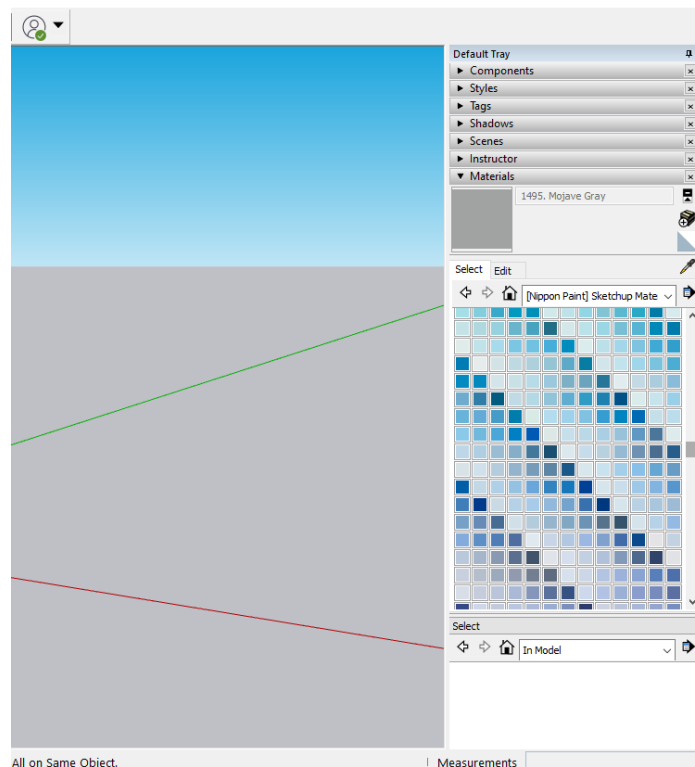 Default Tray
Components
Styles
Tags
Shadows
Scenes
Instructor
Materials
1495. Mojave Gray
Select Edit
[Nippon Paint] Sketchup Mate
Select
In Model
All on Same Object.
Measurements